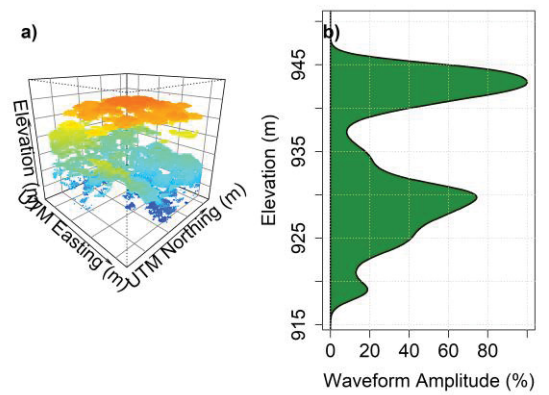 a)
Elevation (m)
UTM Easting (m)
UTM Northing (m)
b)
Elevation (m)
945
935
925
915
0 20 40 60 80
Waveform Amplitude (%)